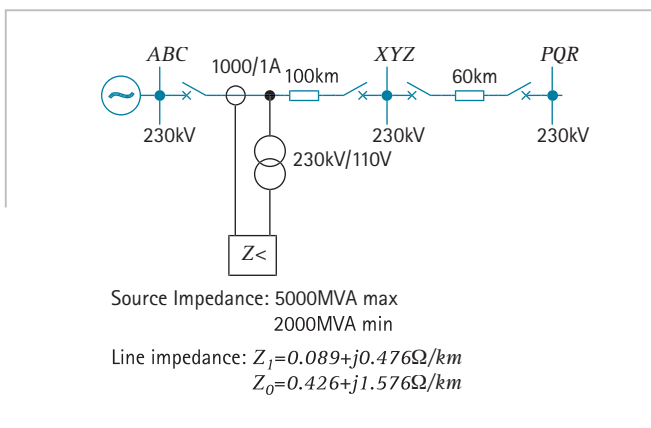 ABC XYZ PQR
1000/1A 100km 60km
230kV 230kV 230kV
230kV/110V
Z<
Source Impedance: 5000MVA max
2000MVA min
Line impedance: Z₁=0.089+j0.476Ω/km
Z₀=0.426+j1.576Ω/km